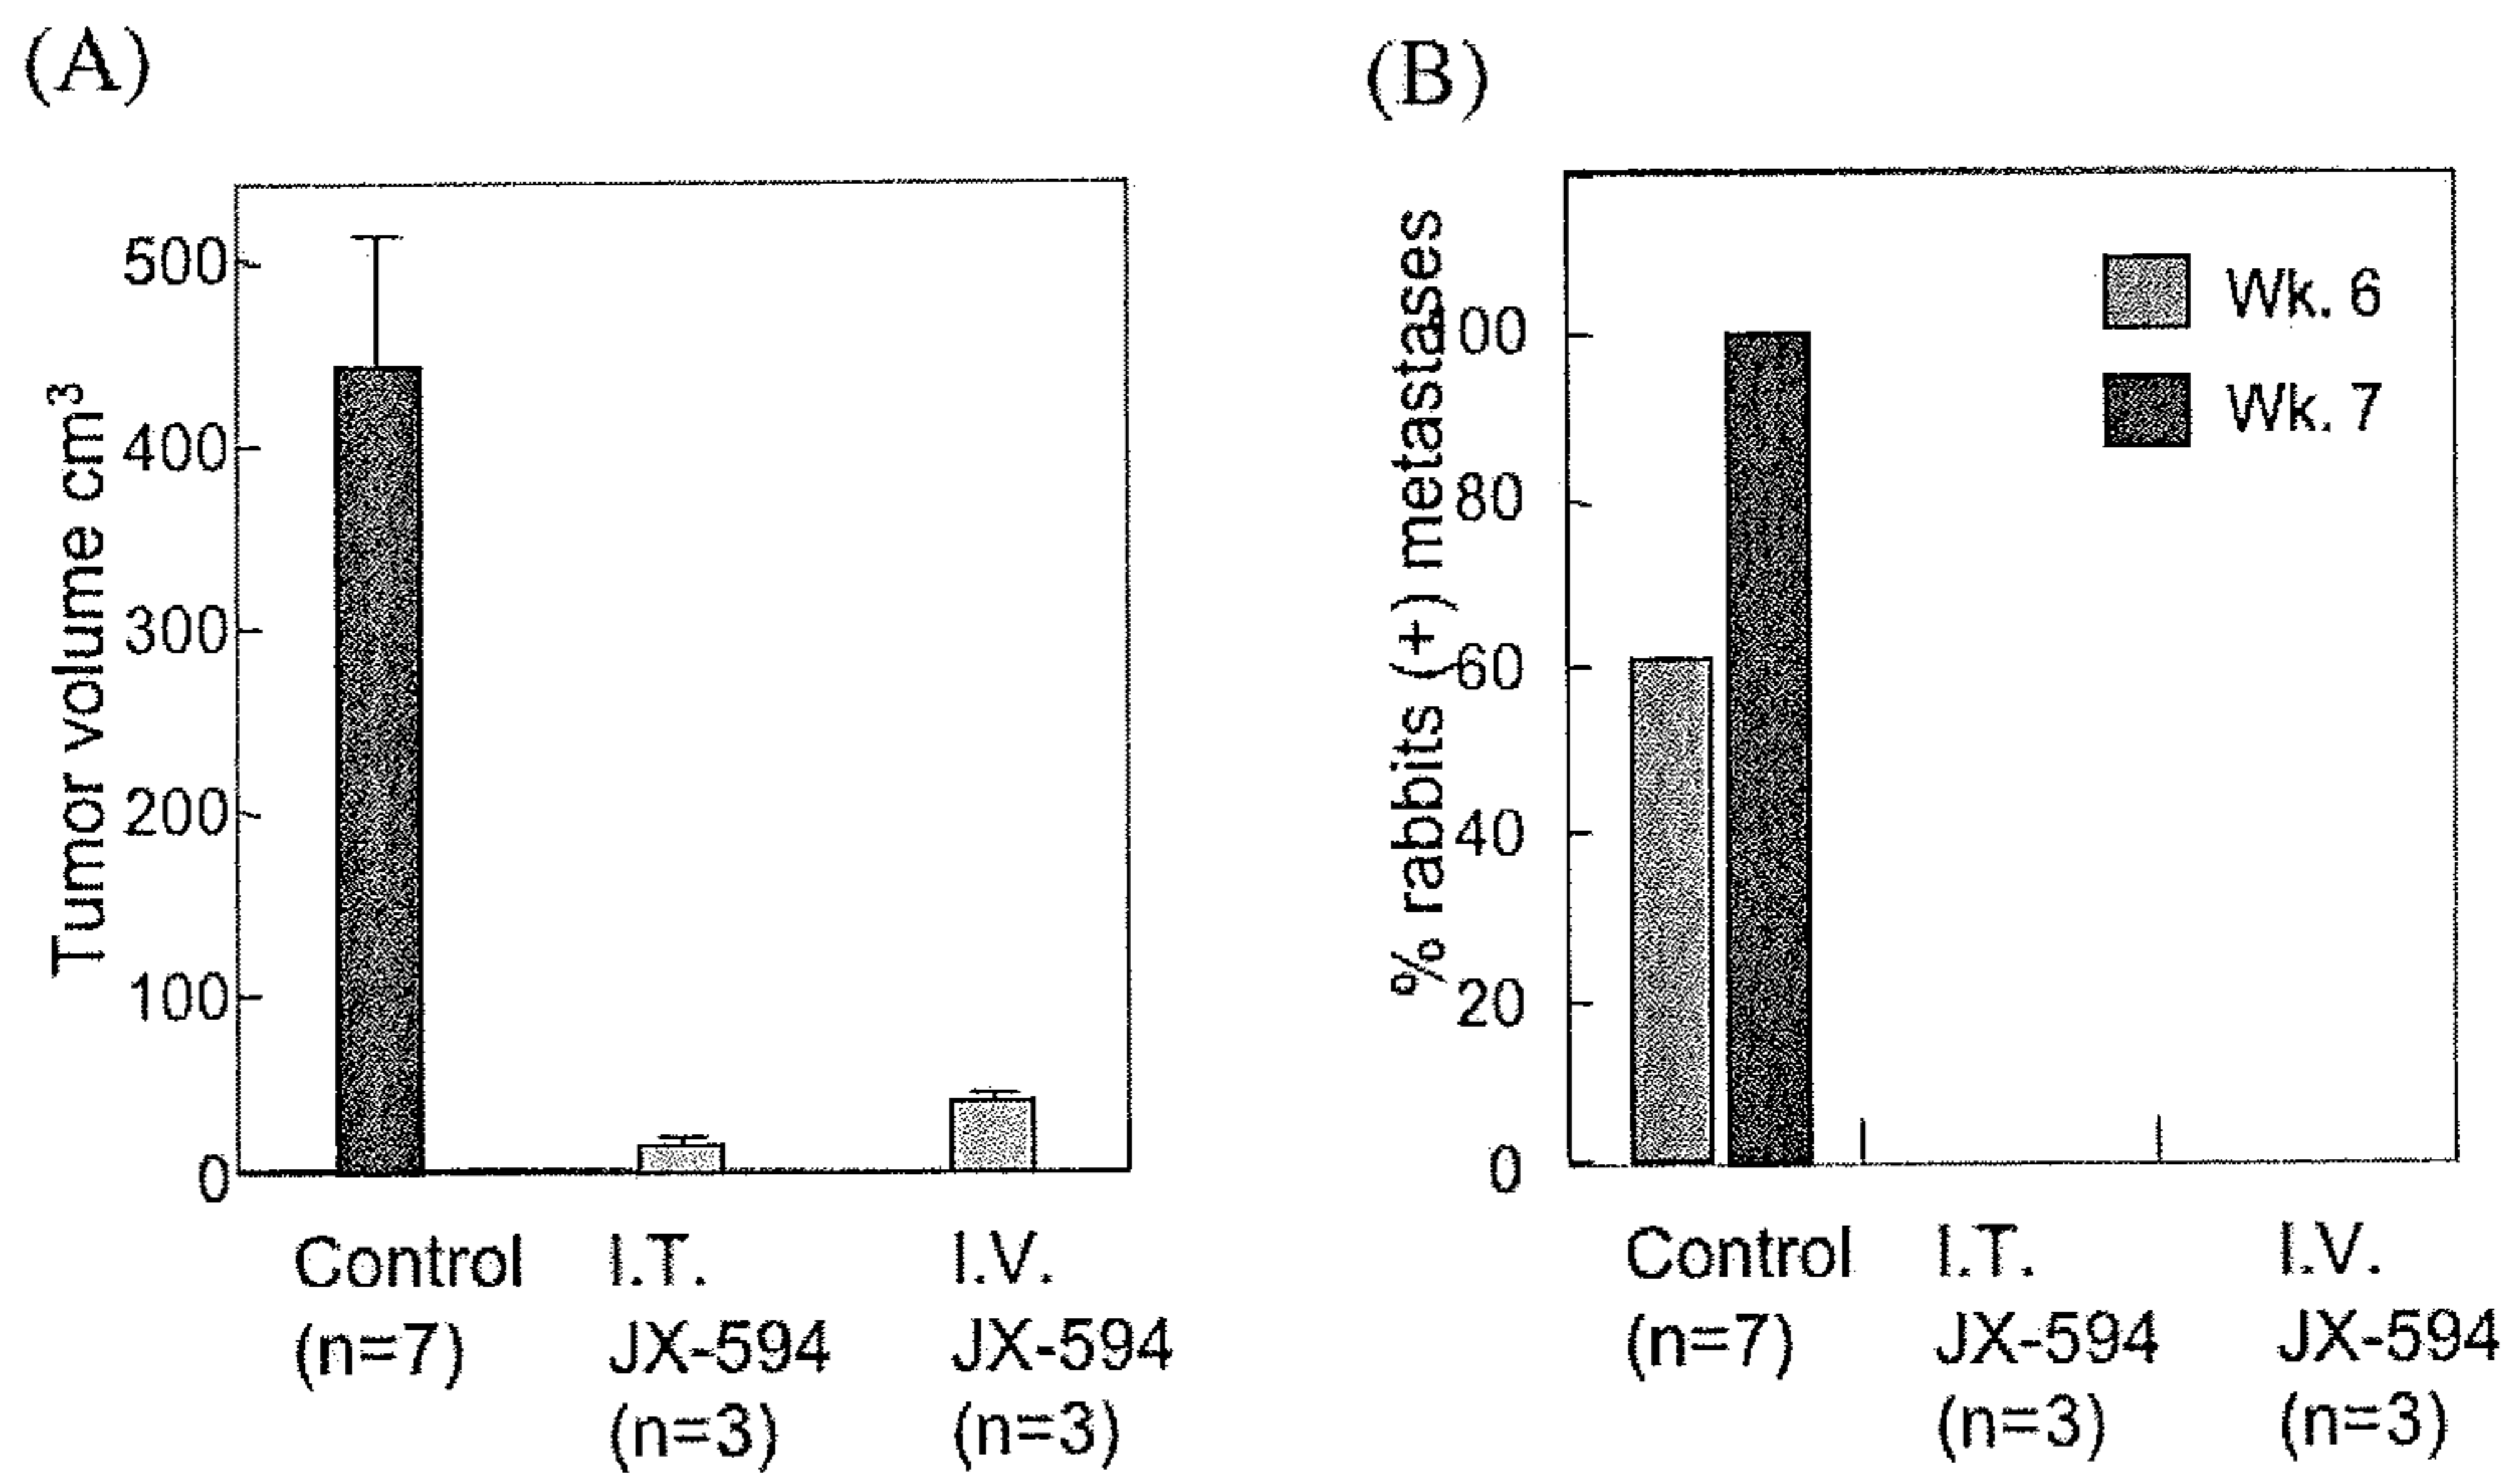 (A)
Tumor volume cm³
500
400
300
200
100
0
Control
(n=7)
I.T.
JX-594
(n=3)
I.V.
JX-594
(n=3)
(B)
% rabbits (+) metastases
100
80
60
40
20
0
Wk. 6
Wk. 7
Control
(n=7)
I.T.
JX-594
(n=3)
I.V.
JX-594
(n=3)